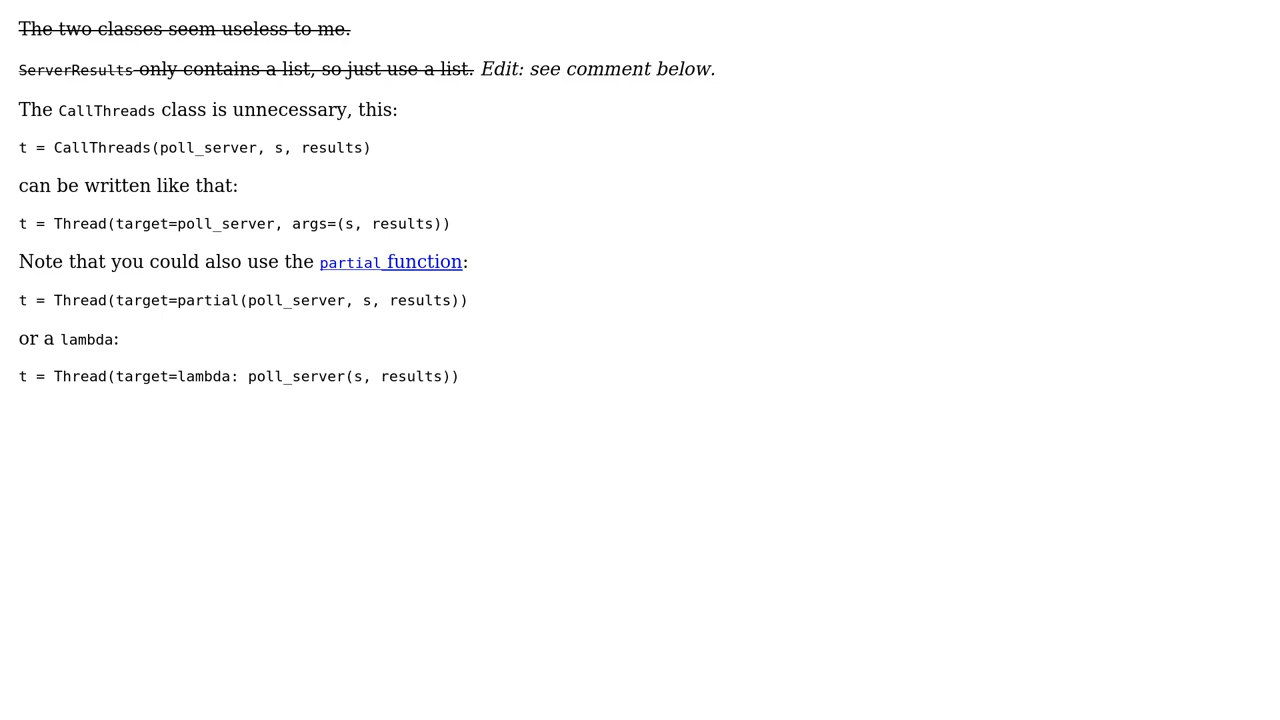 The two classes seem useless to me.
ServerResults only contains a list, so just use a list. Edit: see comment below.
The CallThreads class is unnecessary, this:
t = CallThreads(poll_server, s, results)
can be written like that:
t = Thread(target=poll_server, args=(s, results))
Note that you could also use the partial function:
t = Thread(target=partial(poll_server, s, results))
or a lambda:
t = Thread(target=lambda: poll_server(s, results))